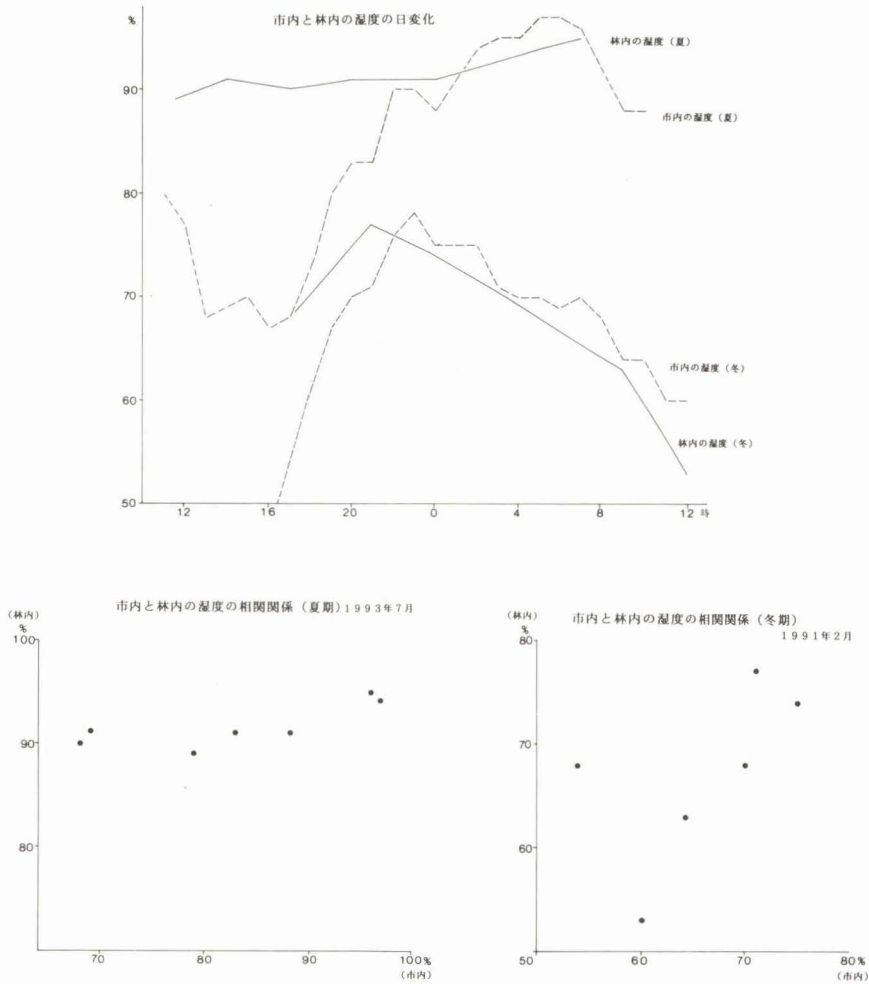 市内と林内の湿度の日変化
%
90
80
70
60
50
12 16 20 0 4 8 12 時
林内の湿度（夏）
市内の湿度（夏）
市内の湿度（冬）
林内の湿度（冬）
市内と林内の湿度の相関関係（夏期）1993年7月
（林内）
%
100
90
80
70 80 90 100%
（市内）
市内と林内の湿度の相関関係（冬期）
1991年2月
（林内）
%
80
70
60
50 60 70 80%
（市内）